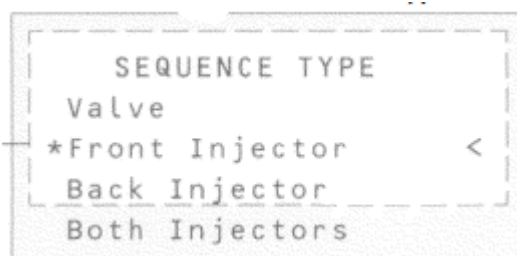 SEQUENCE TYPE
Valve
*Front Injector <
Back Injector
Both Injectors